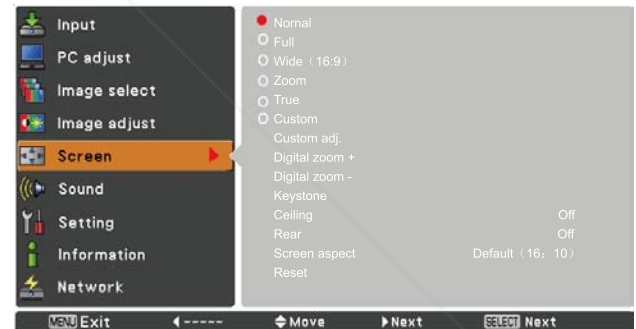 Input
PC adjust
Image select
Image adjust
Screen
Sound
Setting
Information
Network
Normal
Full
Wide（16:9）
Zoom
True
Custom
Custom adj.
Digital zoom +
Digital zoom -
Keystone
Ceiling Off
Rear Off
Screen aspect Default（16：10）
Reset
MENU Exit ----- Move Next SELECT Next